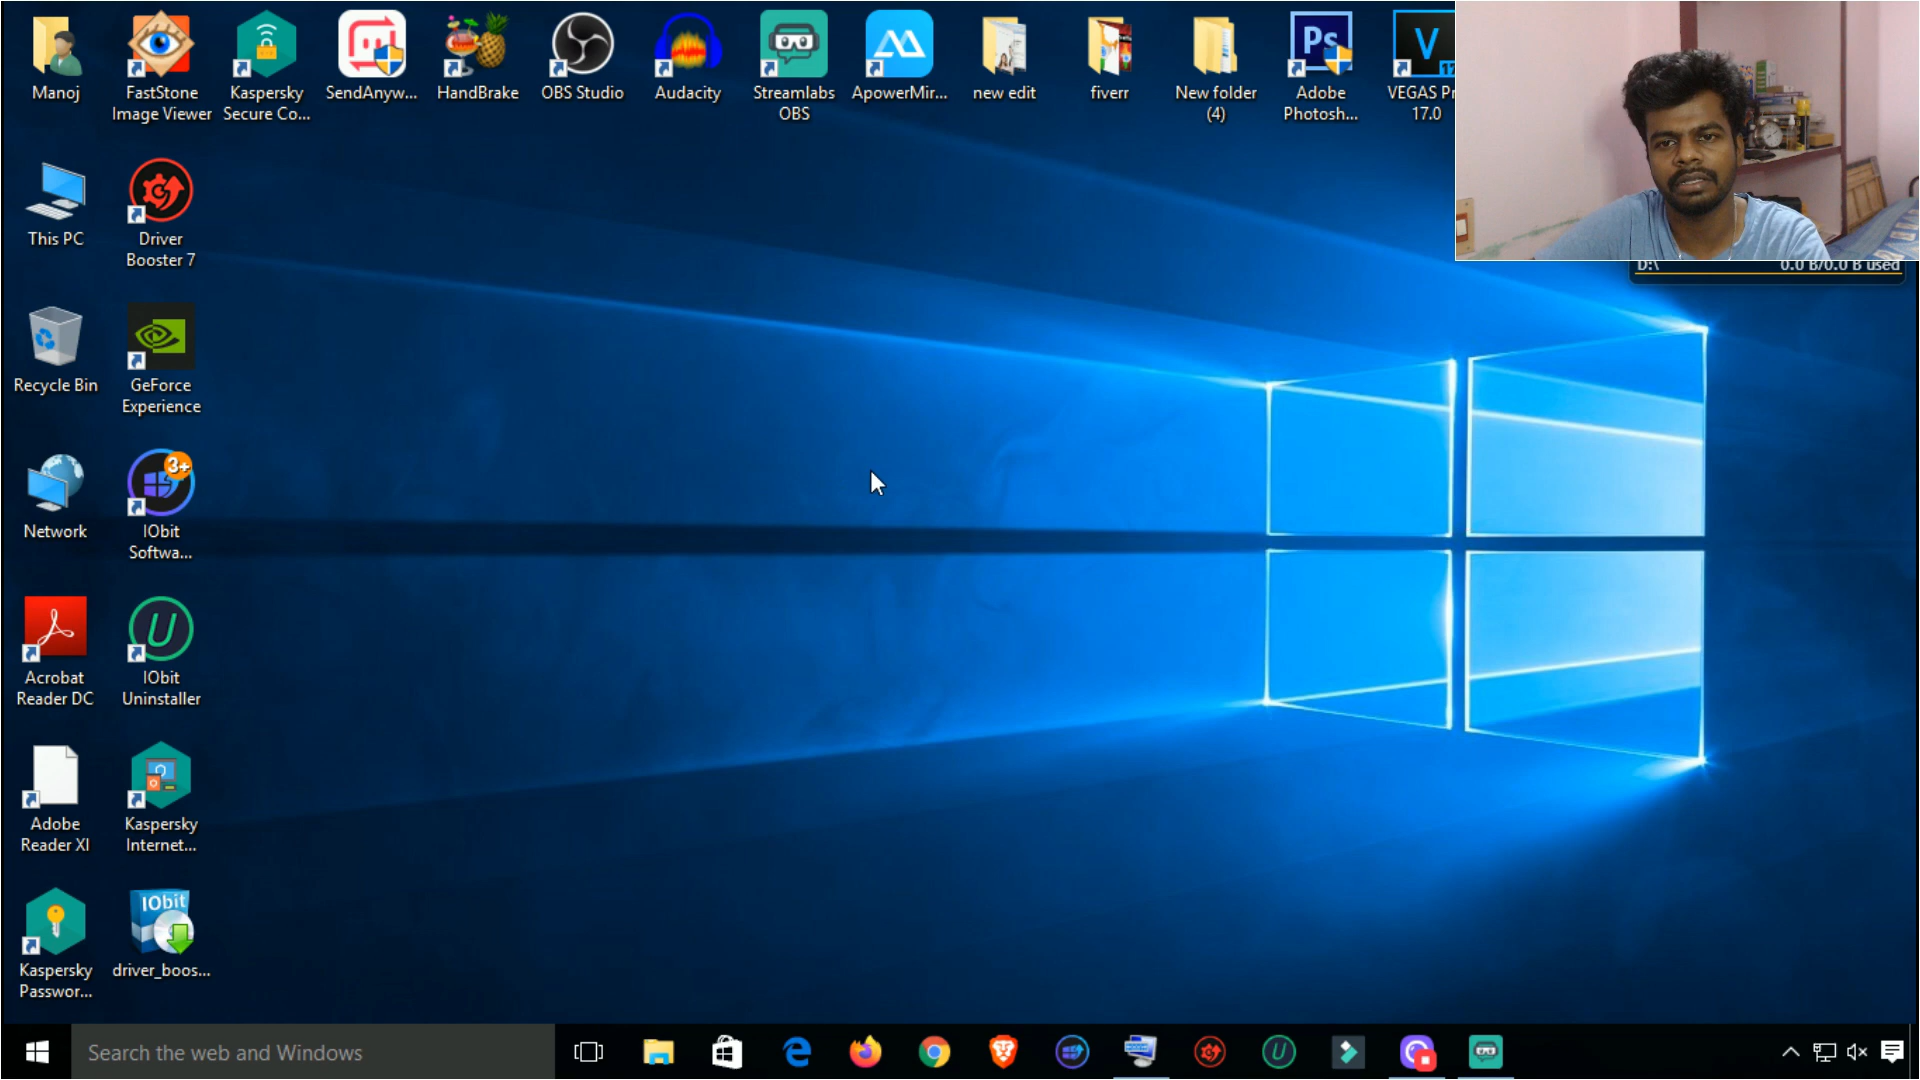 Manoj
FastStone
Image Viewer
Kaspersky
Secure Co...
SendAnyw...
HandBrake
OBS Studio
Audacity
Streamlabs
OBS
ApowerMir...
new edit
fiverr
New folder
(4)
Ps
Adobe
Photosh...
V
17
VEGAS Pr
17.0
This PC
Driver
Booster 7
D:\ 0.0 B/0.0 B used
Recycle Bin
GeForce
Experience
Network
3+
IObit
Softwa...
Acrobat
Reader DC
IObit
Uninstaller
Adobe
Reader XI
Kaspersky
Internet...
Kaspersky
Passwor...
IObit
driver_boos...
Search the web and Windows